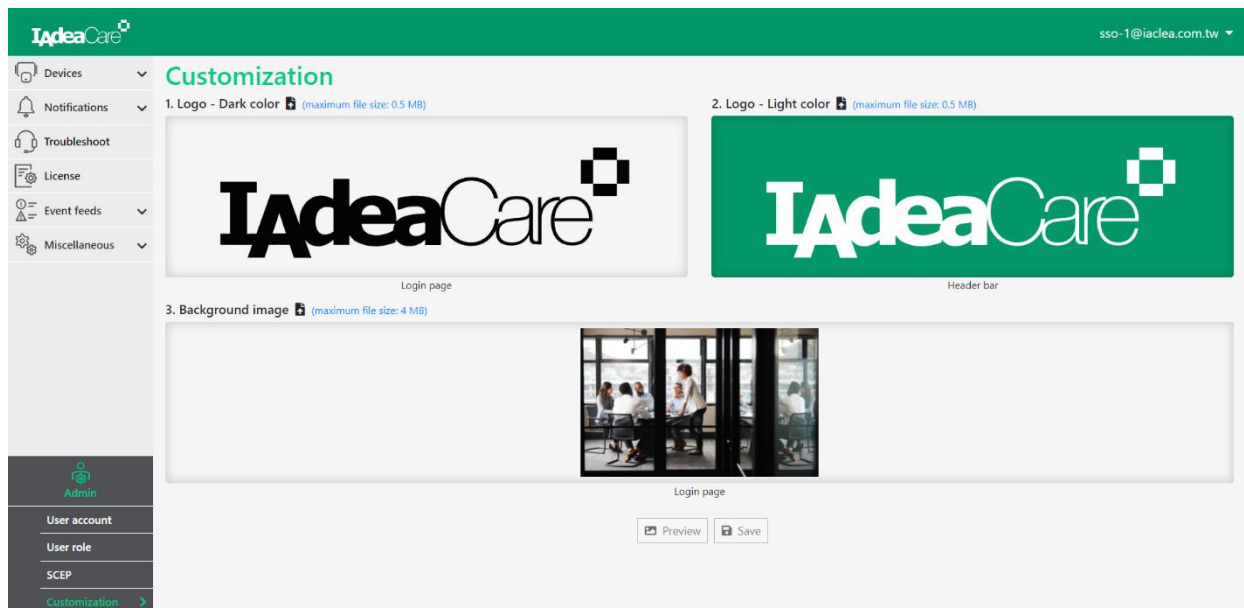 IAdeaCare
sso-1@iaclea.com.tw
Devices
Notifications
Troubleshoot
License
Event feeds
Miscellaneous
Admin
User account
User role
SCEP
Customization
Customization
1. Logo - Dark color (maximum file size: 0.5 MB)
IAdeaCare
Login page
2. Logo - Light color (maximum file size: 0.5 MB)
IAdeaCare
Header bar
3. Background image (maximum file size: 4 MB)
Login page
Preview
Save